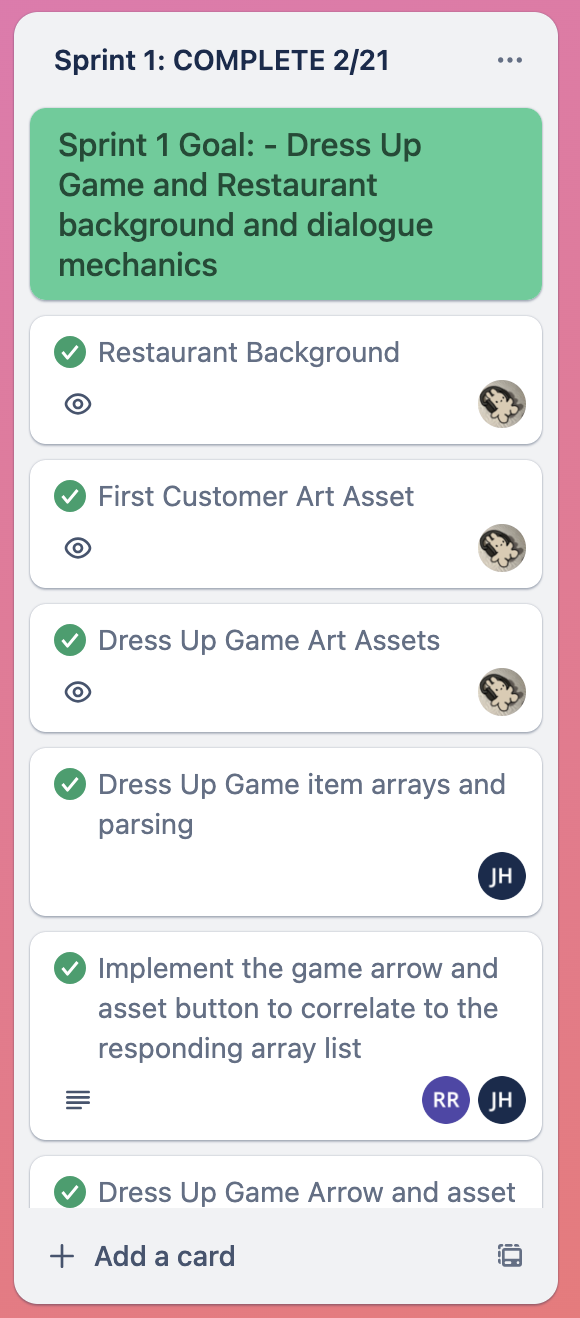 Sprint 1: COMPLETE 2/21
Sprint 1 Goal: - Dress Up
Game and Restaurant
background and dialogue
mechanics
Restaurant Background
First Customer Art Asset
Dress Up Game Art Assets
Dress Up Game item arrays and
parsing
JH
Implement the game arrow and
asset button to correlate to the
responding array list
RR JH
Dress Up Game Arrow and asset
Add a card